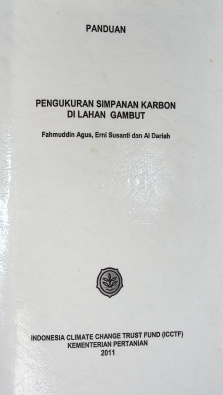 PANDUAN
PENGUKURAN SIMPANAN KARBON
DI LAHAN GAMBUT
Fahmuddin Agus, Erni Susanti dan Ai Dariah
INDONESIA CLIMATE CHANGE TRUST FUND (ICCTF)
KEMENTERIAN PERTANIAN
2011